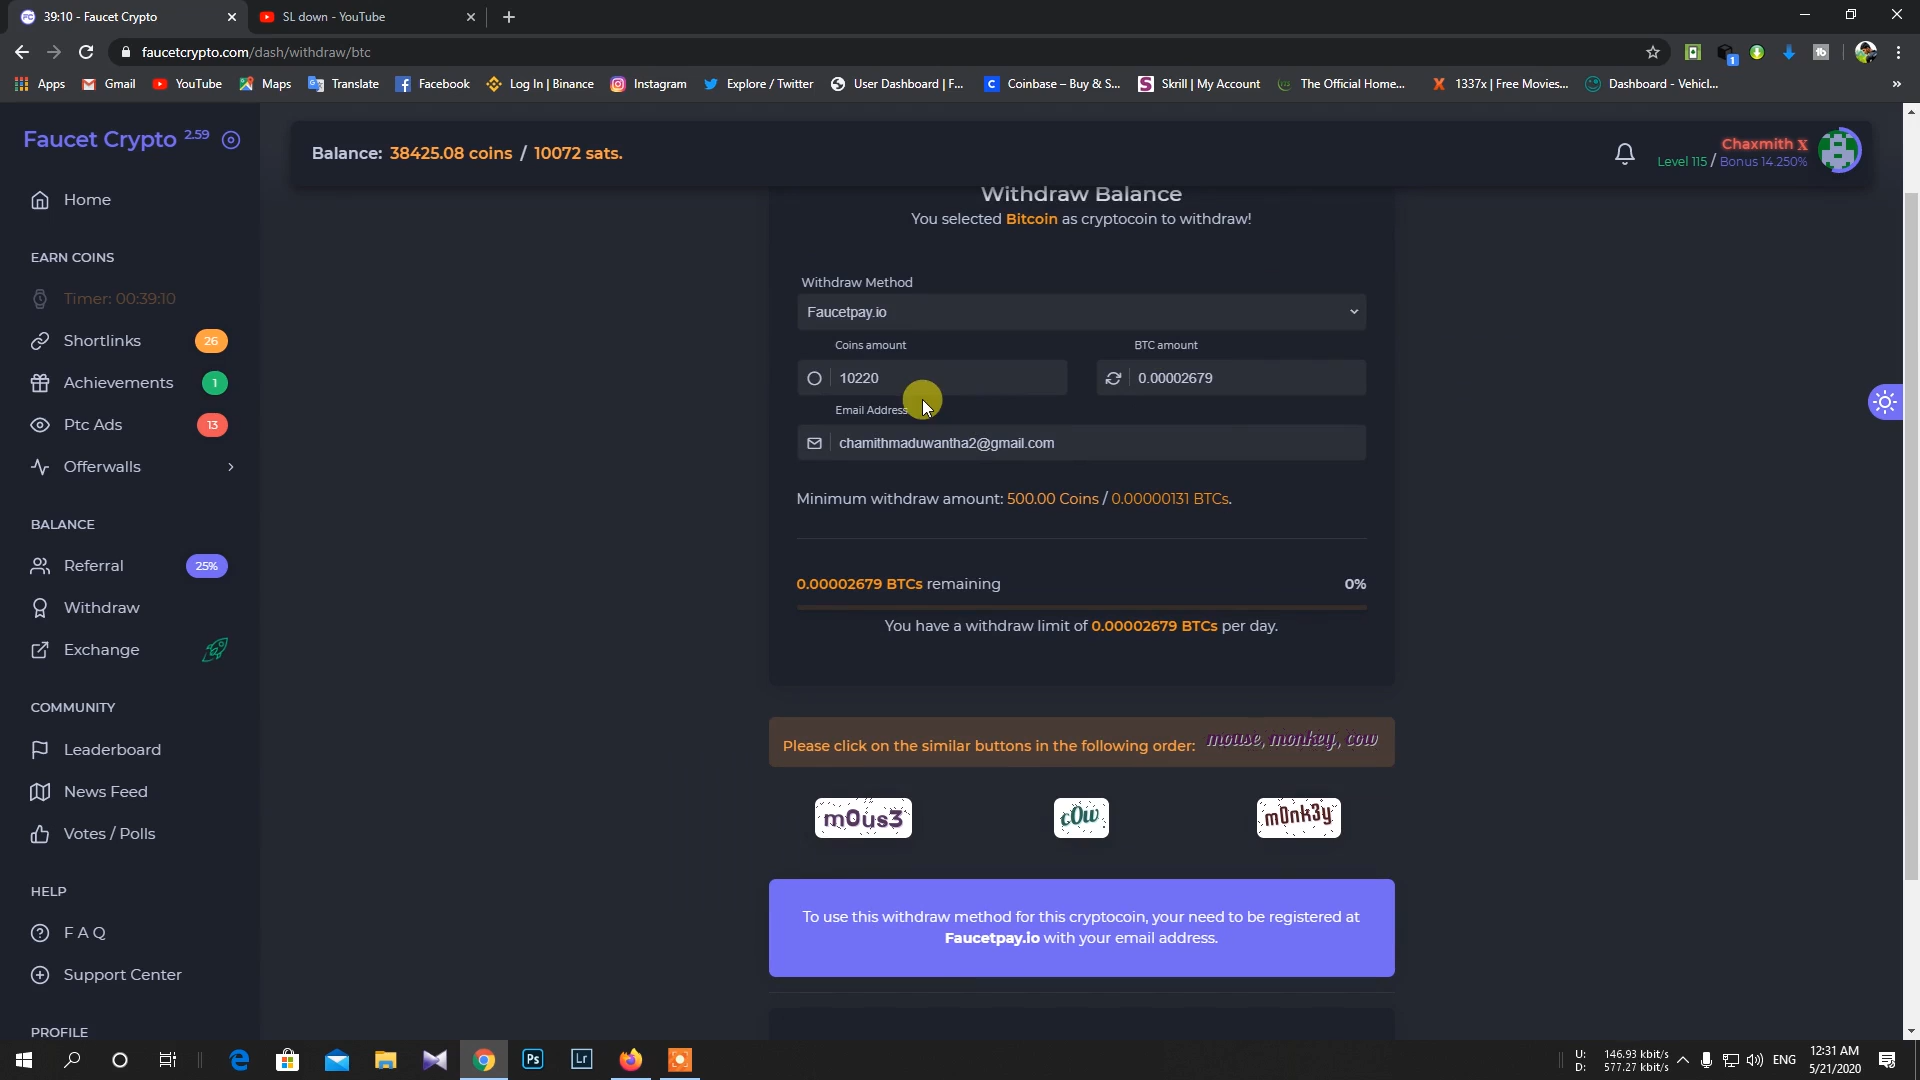 39:10 - Faucet Crypto
SL down - YouTube
faucetcrypto.com/dash/withdraw/btc
Apps
Gmail
YouTube
Maps
Translate
Facebook
Log In | Binance
Instagram
Explore / Twitter
User Dashboard | F...
Coinbase – Buy & S...
Skrill | My Account
The Official Home...
1337x | Free Movies...
Dashboard - Vehicl...
Faucet Crypto 2.59
Balance: 38425.08 coins / 10072 sats.
Chaxmith X
Level 115 / Bonus 14.250%
Home
EARN COINS
Timer: 00:39:10
Shortlinks 26
Achievements 1
Ptc Ads 13
Offerwalls
BALANCE
Referral 25%
Withdraw
Exchange
COMMUNITY
Leaderboard
News Feed
Votes / Polls
HELP
F A Q
Support Center
PROFILE
Withdraw Balance
You selected Bitcoin as cryptocoin to withdraw!
Withdraw Method
Faucetpay.io
Coins amount BTC amount
10220 0.00002679
Email Address
chamithmaduwantha2@gmail.com
Minimum withdraw amount: 500.00 Coins / 0.00000131 BTCs.
0.00002679 BTCs remaining 0%
You have a withdraw limit of 0.00002679 BTCs per day.
Please click on the similar buttons in the following order: mouse, monkey, cow
m0us3 c0w m0nk3y
To use this withdraw method for this cryptocoin, your need to be registered at
Faucetpay.io with your email address.
Ps
Lr
U: 146.93 kbit/s
D: 577.27 kbit/s
ENG
12:31 AM
5/21/2020